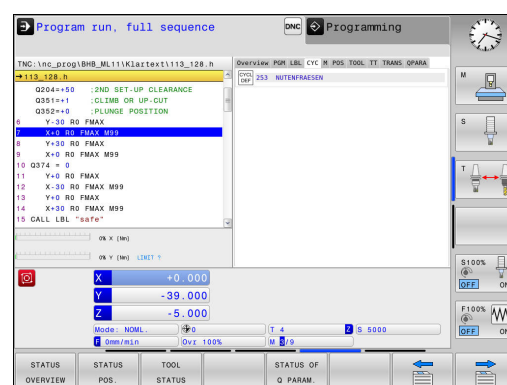 Program run, full sequence
DNC
Programming
TNC:\nc_prog\BHB_ML11\Klartext\113_128.h
→113_128.h
Q204=+50 ;2ND SET-UP CLEARANCE
Q351=+1 ;CLIMB OR UP-CUT
Q352=+0 ;PLUNGE POSITION
6 Y-30 R0 FMAX
7 X+0 R0 FMAX M99
8 Y+30 R0 FMAX
9 X+0 R0 FMAX M99
10 Q374 = 0
11 Y+0 R0 FMAX
12 X-30 R0 FMAX M99
13 Y+0 R0 FMAX
14 X+30 R0 FMAX M99
15 CALL LBL "safe"
Overview PGM LBL CYC M POS TOOL TT TRANS QPARA
CYCL DEF 253 NUTENFRAESEN
0% X [Nm]
0% Y [Nm] LIMIT ?
X +0.000
Y -39.000
Z -5.000
Mode: NOML. 0 T 4 Z S 5000
F 0mm/min Ovr 100% M 5/9
M
S
T
S100%
OFF ON
F100%
OFF ON
STATUS OVERVIEW
STATUS POS.
TOOL STATUS
STATUS OF Q PARAM.